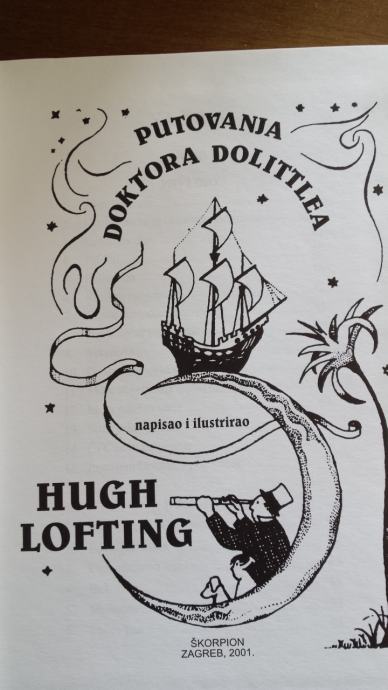 PUTOVANJA
DOKTORA DOLITTLEA
napisao i ilustrirao
HUGH
LOFTING
ŠKORPION
ZAGREB, 2001.